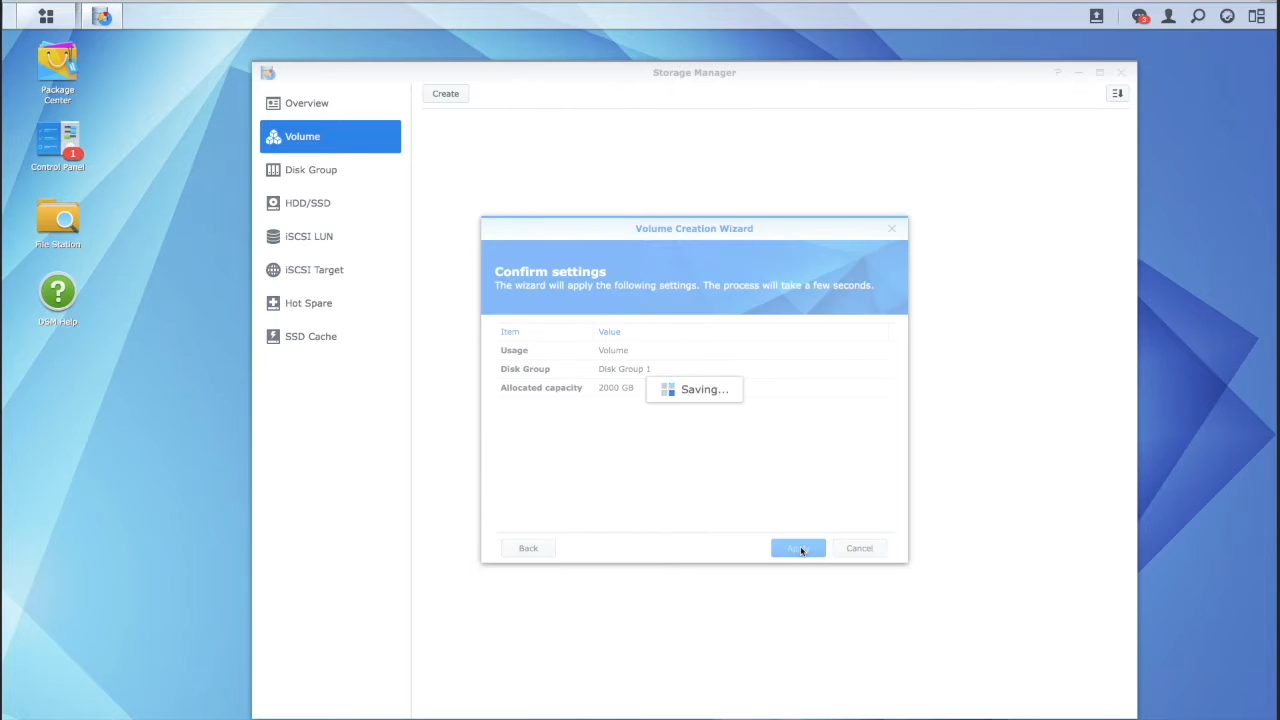 3
Package
Center
1
Control Panel
File Station
?
DSM Help
Storage Manager
?
Overview
Volume
Disk Group
HDD/SSD
iSCSI LUN
iSCSI Target
Hot Spare
SSD Cache
Create
Volume Creation Wizard
Confirm settings
The wizard will apply the following settings. The process will take a few seconds.
Item Value
Usage Volume
Disk Group Disk Group 1
Allocated capacity 2000 GB
Saving...
Back Apply Cancel